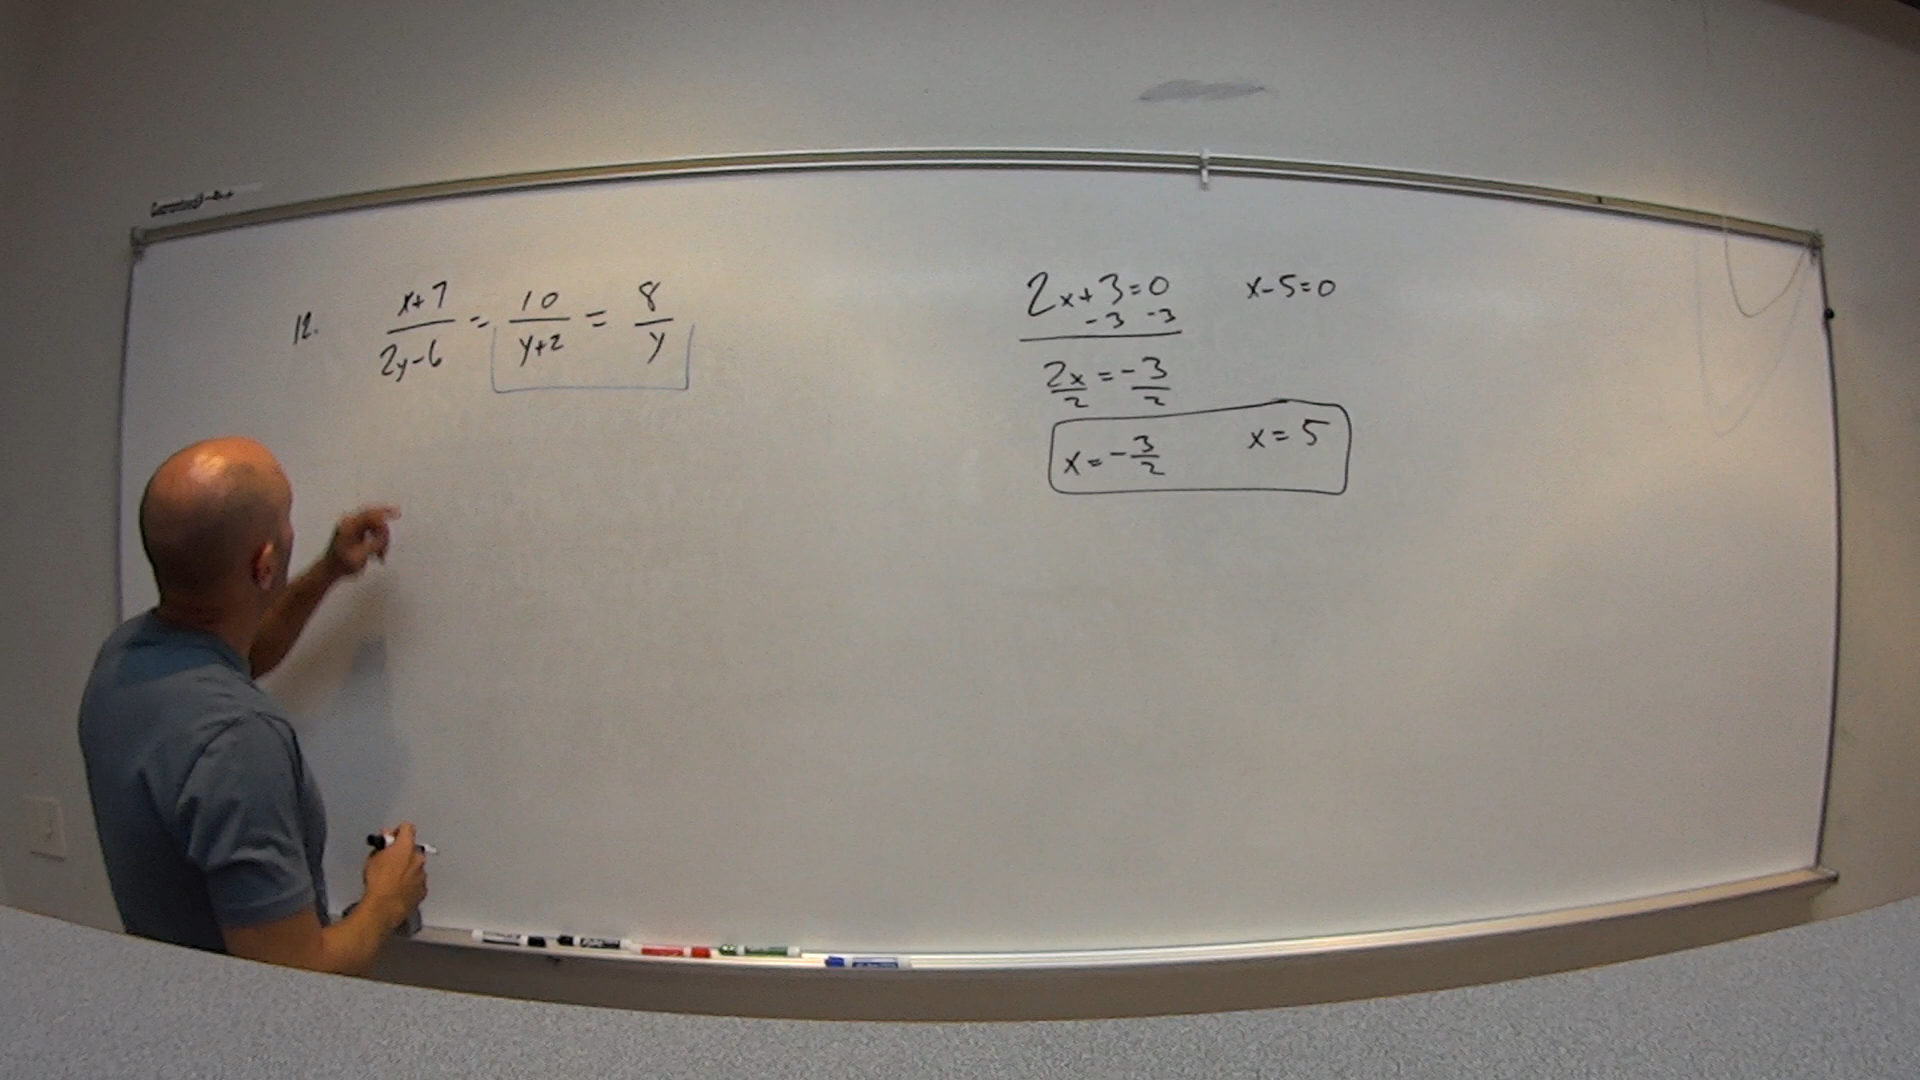 12. x+7/2y-6 = 10/y+2 = 8/y
2x+3=0 x-5=0
-3 -3
2x/2 = -3/2
x=-3/2 x=5